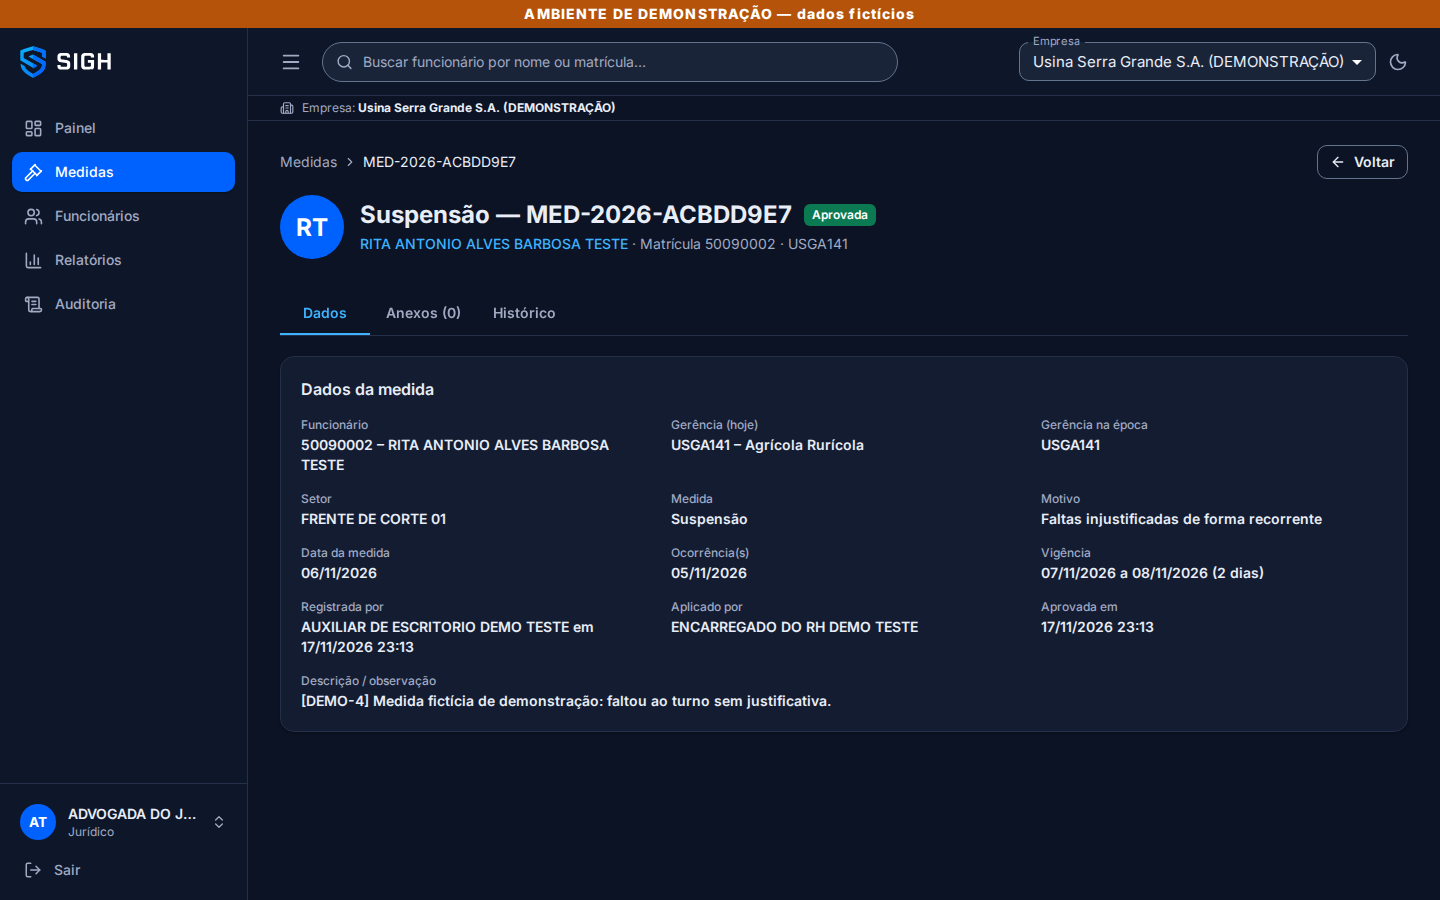 AMBIENTE DE DEMONSTRAÇÃO — dados fictícios
SIGH
Buscar funcionário por nome ou matrícula...
Empresa
Usina Serra Grande S.A. (DEMONSTRAÇÃO)
Empresa: Usina Serra Grande S.A. (DEMONSTRAÇÃO)
Painel
Medidas
Funcionários
Relatórios
Auditoria
Medidas > MED-2026-ACBDD9E7
Voltar
RT
Suspensão — MED-2026-ACBDD9E7
Aprovada
RITA ANTONIO ALVES BARBOSA TESTE · Matrícula 50090002 · USGA141
Dados
Anexos (0)
Histórico
Dados da medida
Funcionário
50090002 – RITA ANTONIO ALVES BARBOSA
TESTE
Gerência (hoje)
USGA141 – Agrícola Rurícola
Gerência na época
USGA141
Setor
FRENTE DE CORTE 01
Medida
Suspensão
Motivo
Faltas injustificadas de forma recorrente
Data da medida
06/11/2026
Ocorrência(s)
05/11/2026
Vigência
07/11/2026 a 08/11/2026 (2 dias)
Registrada por
AUXILIAR DE ESCRITORIO DEMO TESTE em
17/11/2026 23:13
Aplicado por
ENCARREGADO DO RH DEMO TESTE
Aprovada em
17/11/2026 23:13
Descrição / observação
[DEMO-4] Medida fictícia de demonstração: faltou ao turno sem justificativa.
AT
ADVOGADA DO J...
Jurídico
Sair